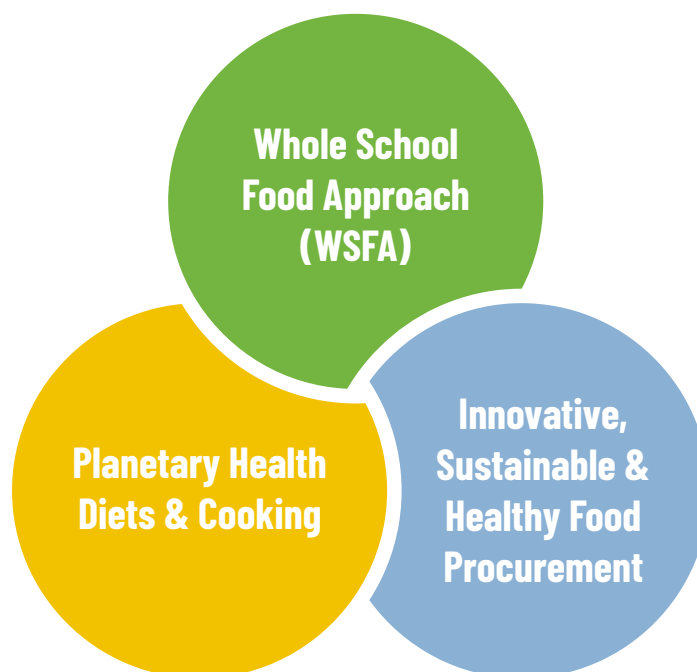 Whole School
Food Approach
(WSFA)
Planetary Health
Diets & Cooking
Innovative,
Sustainable &
Healthy Food
Procurement